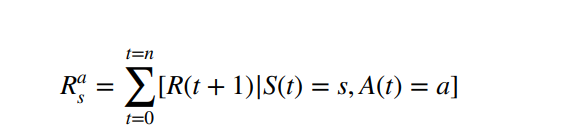 t=n
R_s^a = ∑[R(t + 1)|S(t) = s, A(t) = a]
t=0